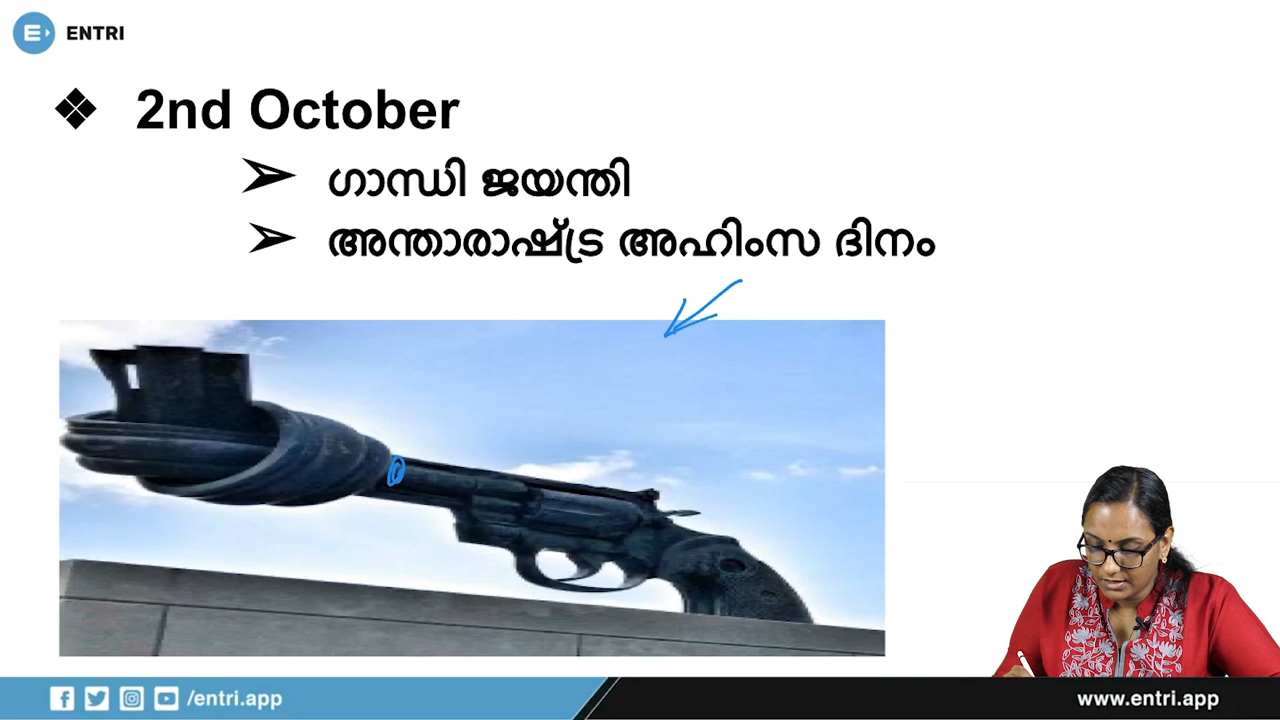 ENTRI
2nd October
ഗാന്ധി ജയന്തി
അന്താരാഷ്ട്ര അഹിംസ ദിനം
/entri.app
www.entri.app